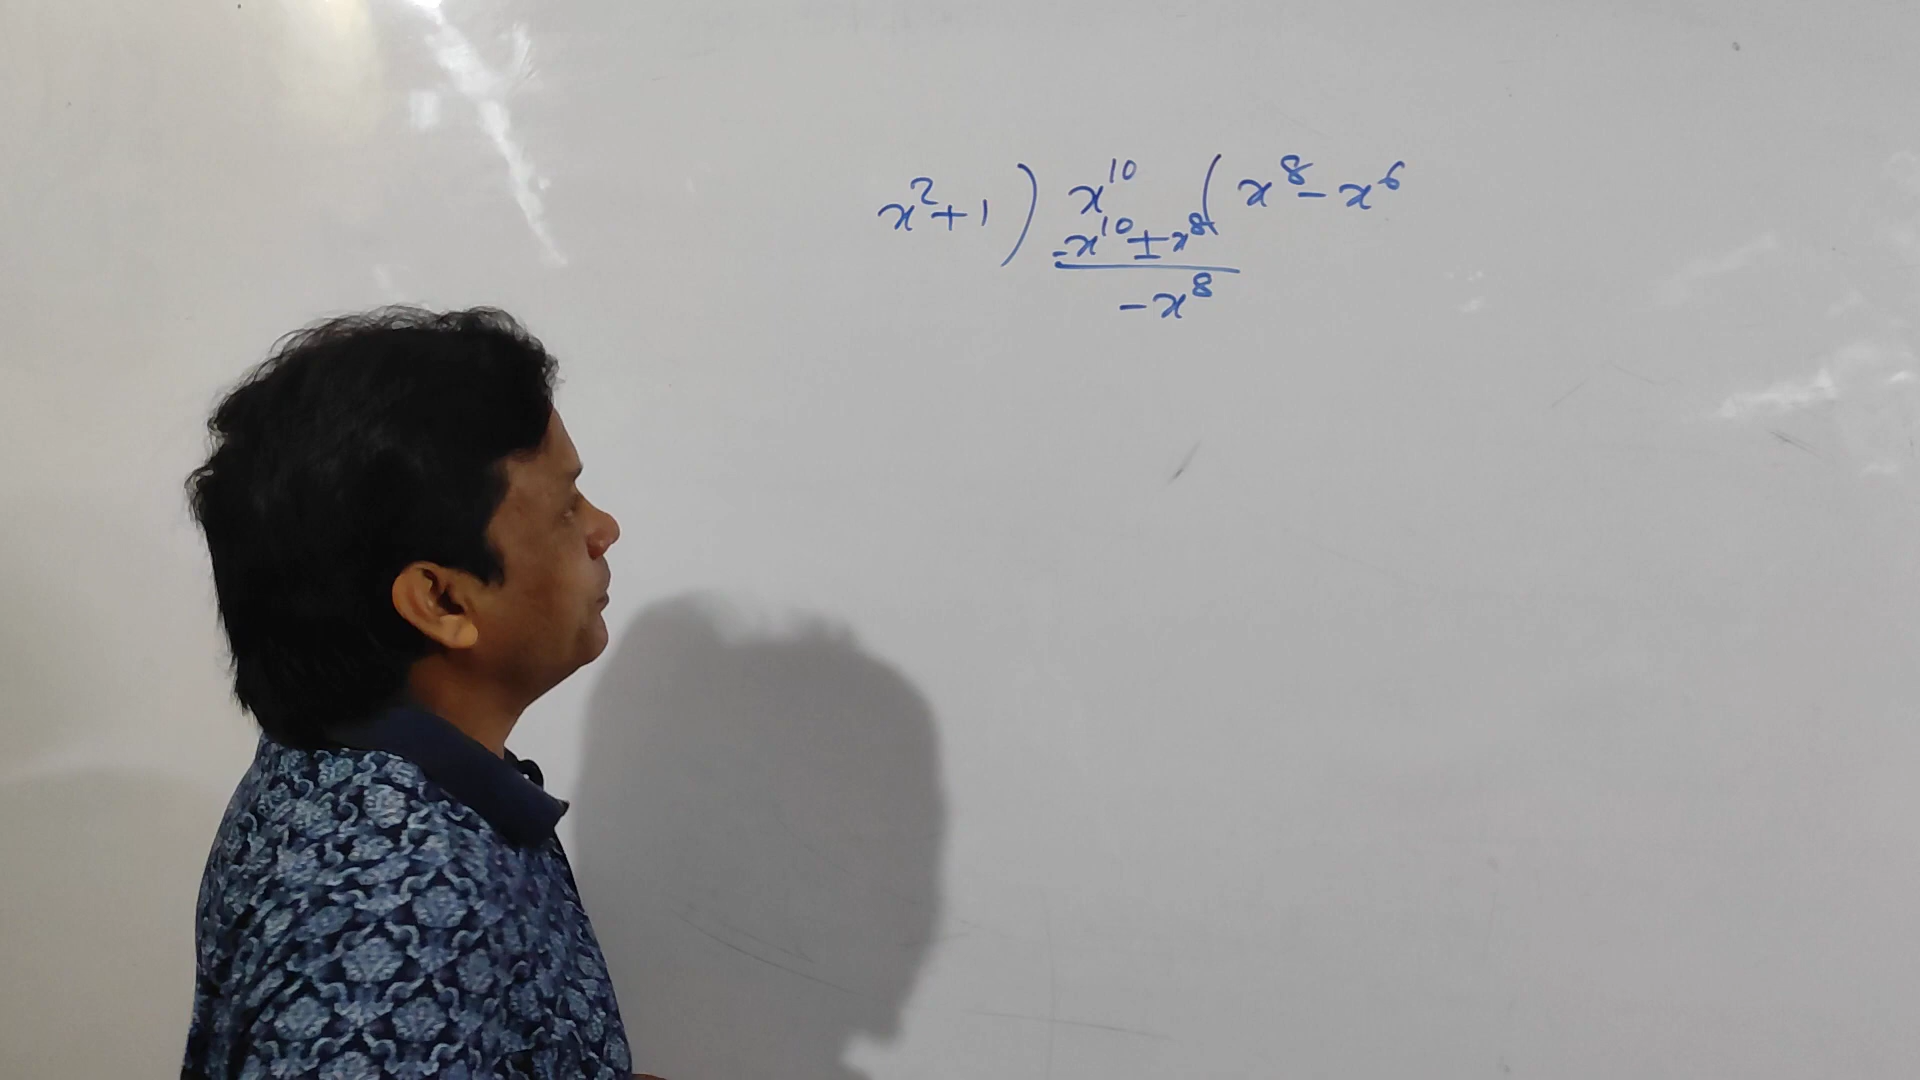 x² + 1 ) x¹⁰ ( x⁸ - x⁶
-x¹⁰ ± x⁸
-x⁸